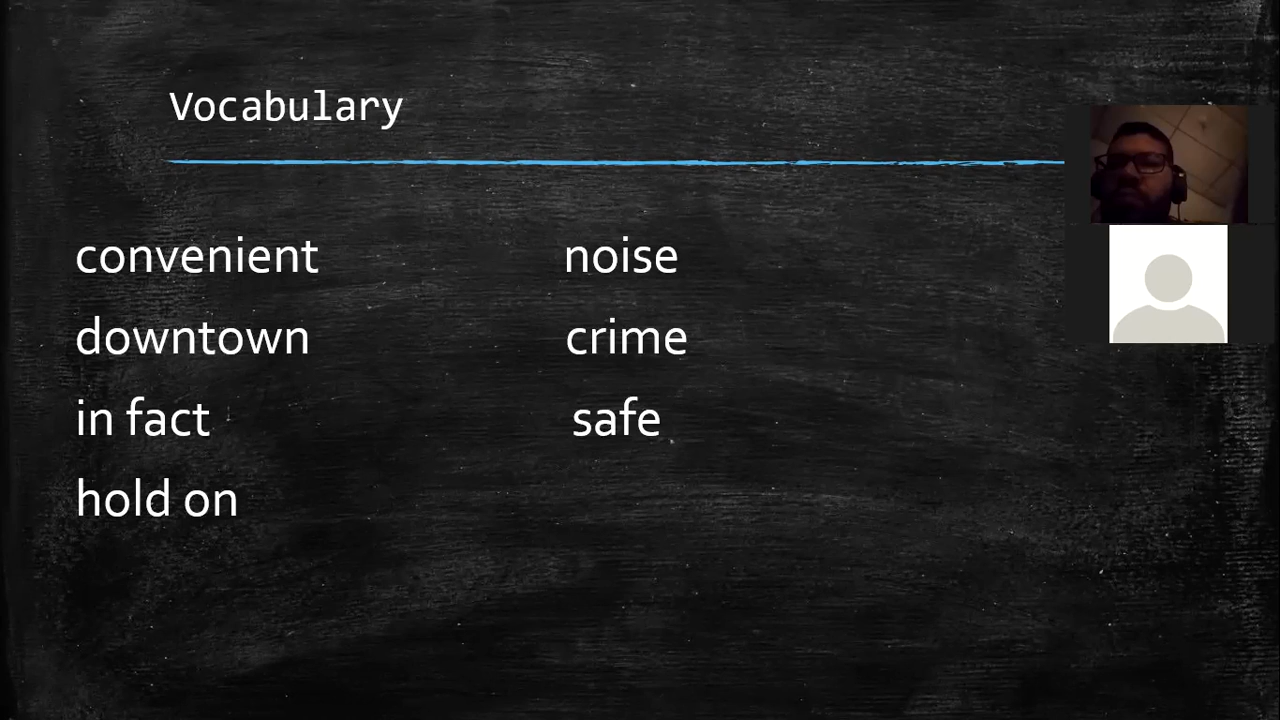 Vocabulary
convenient
downtown
in fact
hold on
noise
crime
safe